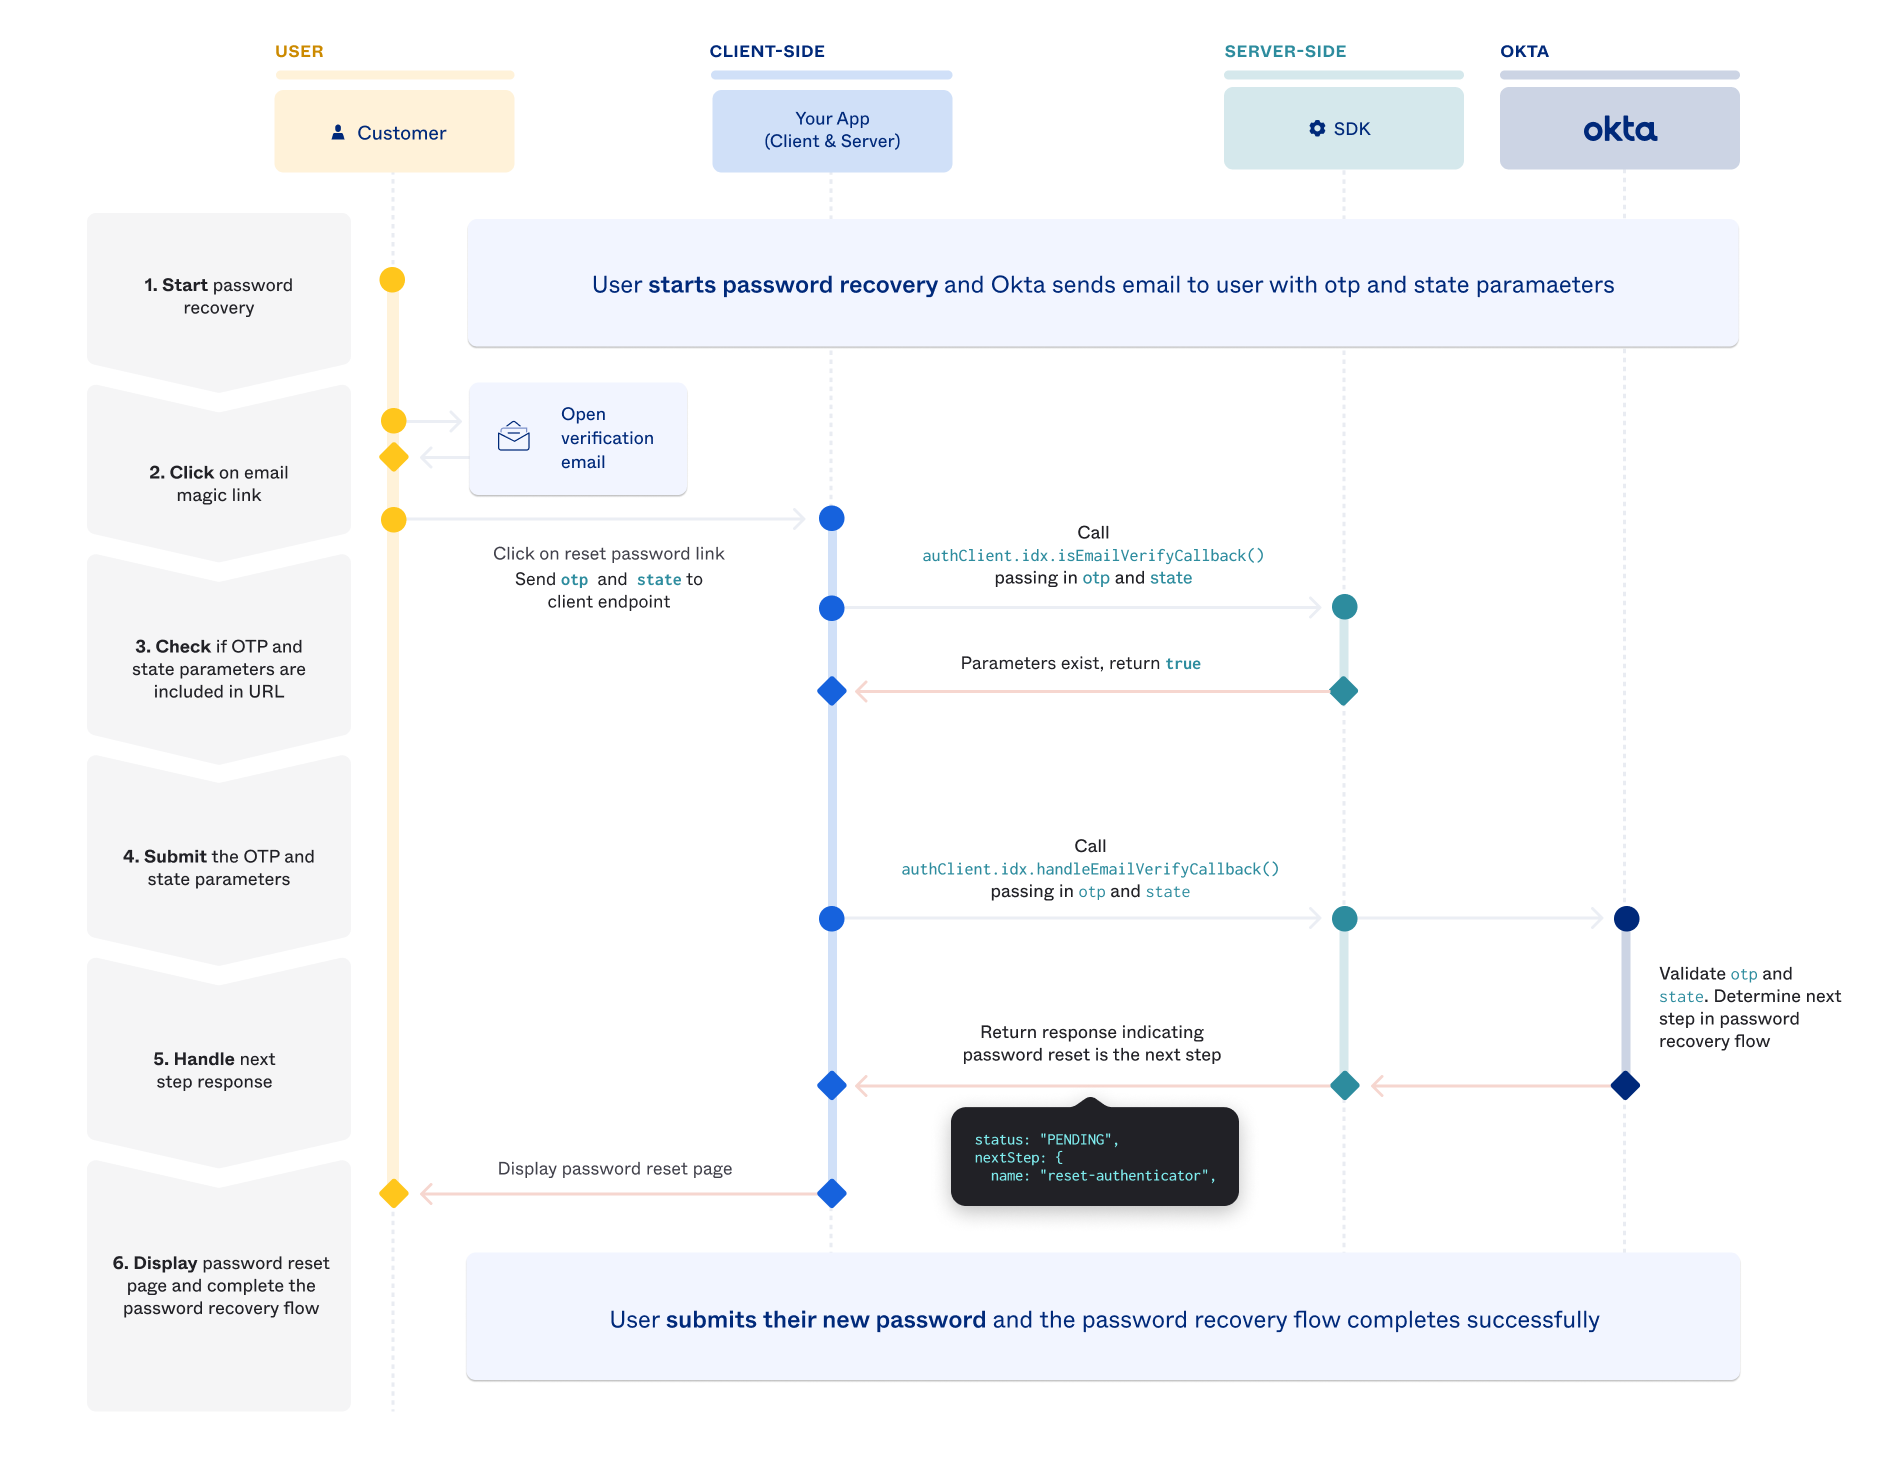 USER
CLIENT-SIDE
SERVER-SIDE
OKTA
Customer
Your App
(Client & Server)
SDK
okta
1. Start password
recovery
User starts password recovery and Okta sends email to user with otp and state paramaeters
2. Click on email
magic link
Open
verification
email
Click on reset password link
Send otp and state to
client endpoint
Call
authClient.idx.isEmailVerifyCallback()
passing in otp and state
3. Check if OTP and
state parameters are
included in URL
Parameters exist, return true
4. Submit the OTP and
state parameters
Call
authClient.idx.handleEmailVerifyCallback()
passing in otp and state
Validate otp and
state. Determine next
step in password
recovery flow
5. Handle next
step response
Return response indicating
password reset is the next step
status: "PENDING",
nextStep: {
name: "reset-authenticator",
Display password reset page
6. Display password reset
page and complete the
password recovery flow
User submits their new password and the password recovery flow completes successfully